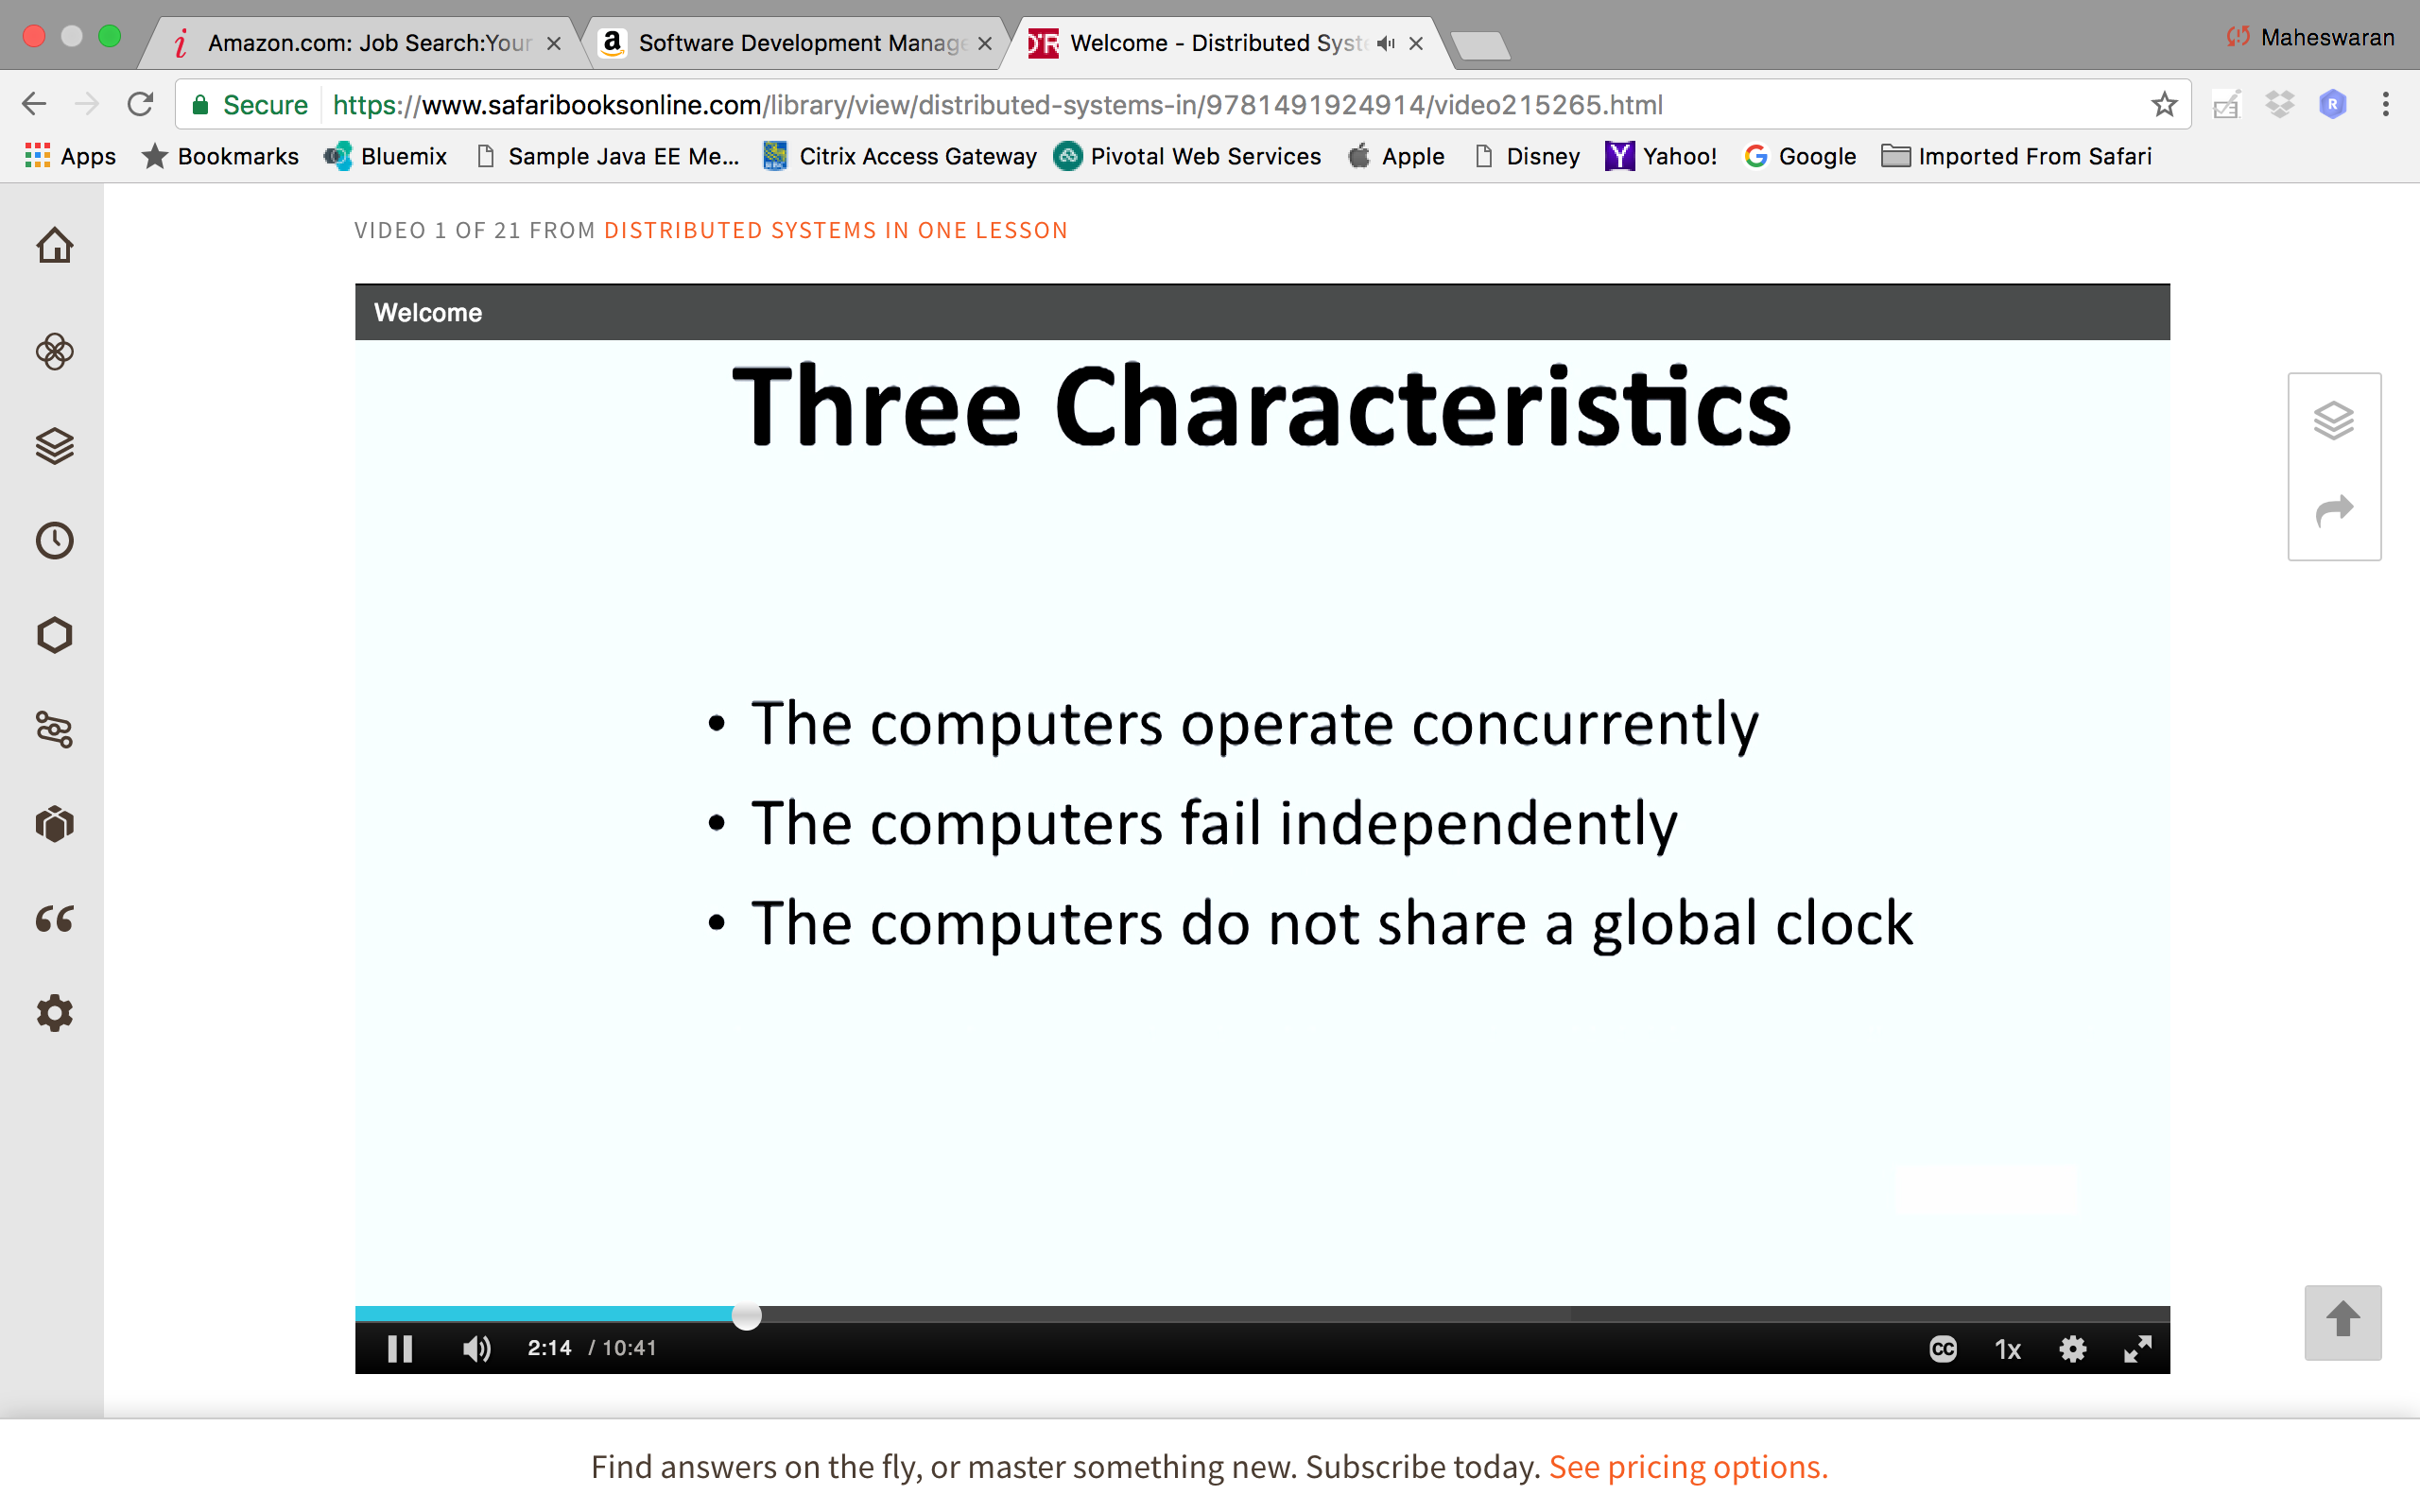 Amazon.com: Job Search:Your
Software Development Manage
Welcome - Distributed Syste
Maheswaran
Secure https://www.safaribooksonline.com/library/view/distributed-systems-in/9781491924914/video215265.html
Apps Bookmarks Bluemix Sample Java EE Me... Citrix Access Gateway Pivotal Web Services Apple Disney Yahoo! Google Imported From Safari
VIDEO 1 OF 21 FROM DISTRIBUTED SYSTEMS IN ONE LESSON
Welcome
Three Characteristics
• The computers operate concurrently
• The computers fail independently
• The computers do not share a global clock
2:14 / 10:41
CC 1x
Find answers on the fly, or master something new. Subscribe today. See pricing options.